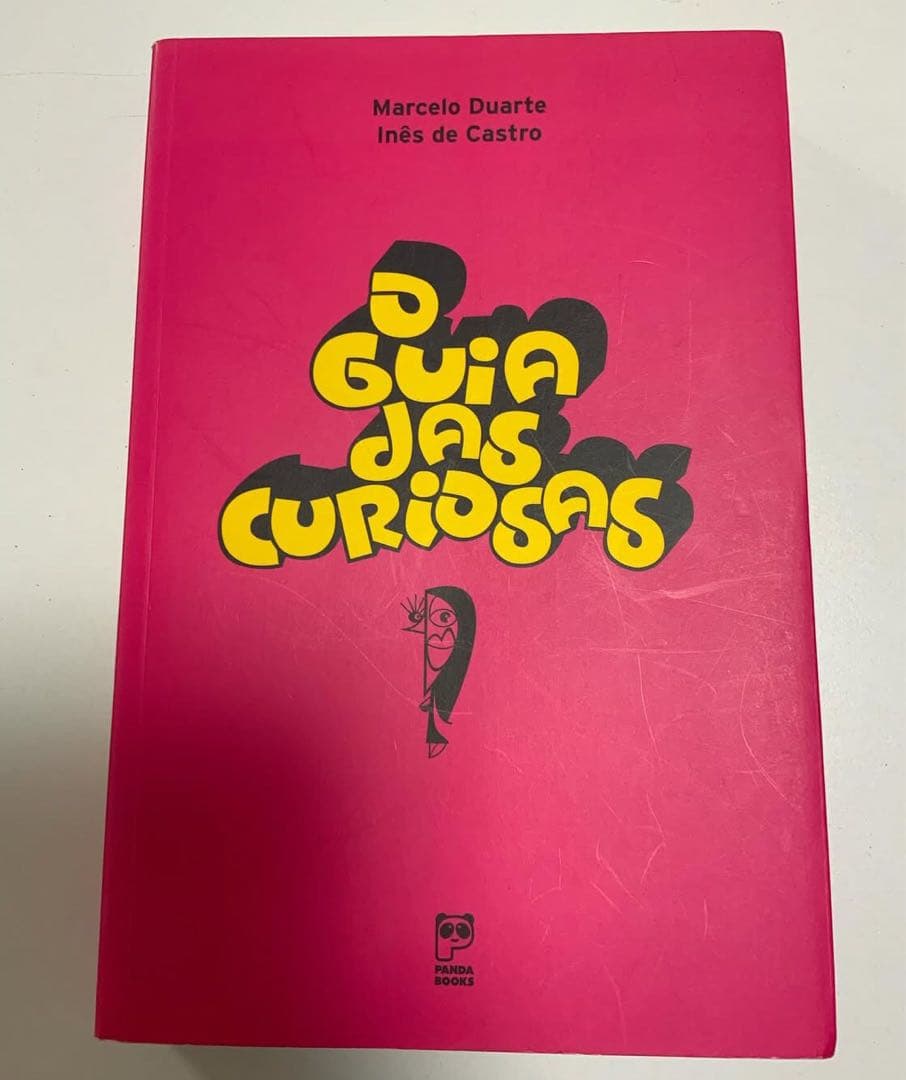 Marcelo Duarte
Inês de Castro
O
GUiA
dAS
CURiOSAS
PANDA
BOOKS